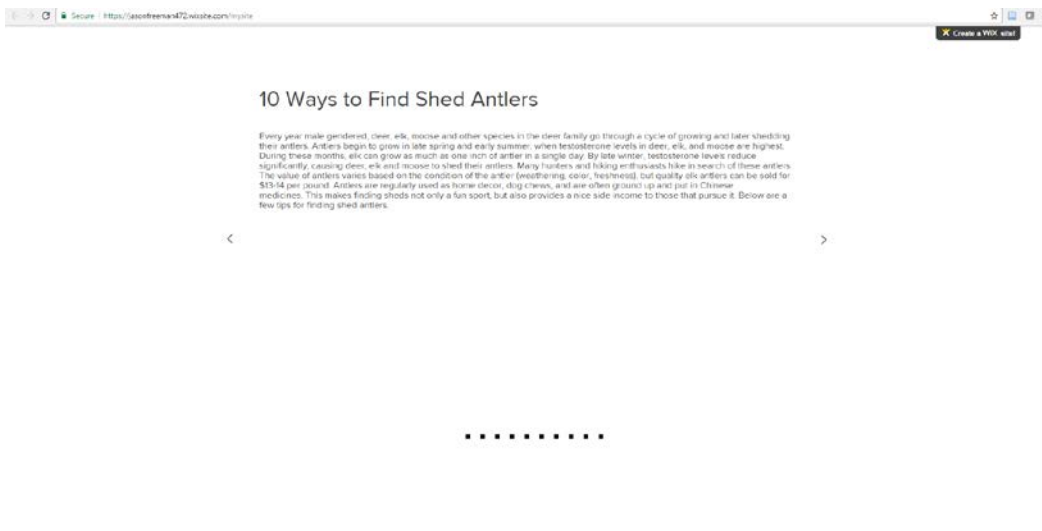 Secure https://jasonfreeman472.wixsite.com/mysite
Create a WIX site!
10 Ways to Find Shed Antlers
Every year male gendered, deer, elk, moose and other species in the deer family go through a cycle of growing and later shedding
their antlers. Antlers begin to grow in late spring and early summer, when testosterone levels in deer, elk, and moose are highest.
During these months, elk can grow as much as one inch of antler in a single day. By late winter, testosterone levels reduce
significantly, causing deer, elk and moose to shed their antlers. Many hunters and hiking enthusiasts hike in search of these antlers
The value of antlers varies based on the condition of the antler (weathering, color, freshness), but quality elk antlers can be sold for
$13-14 per pound. Antlers are regularly used as home decor, dog chews, and are often ground up and put in Chinese
medicines. This makes finding sheds not only a fun sport, but also provides a nice side income to those that pursue it. Below are a
few tips for finding shed antlers.